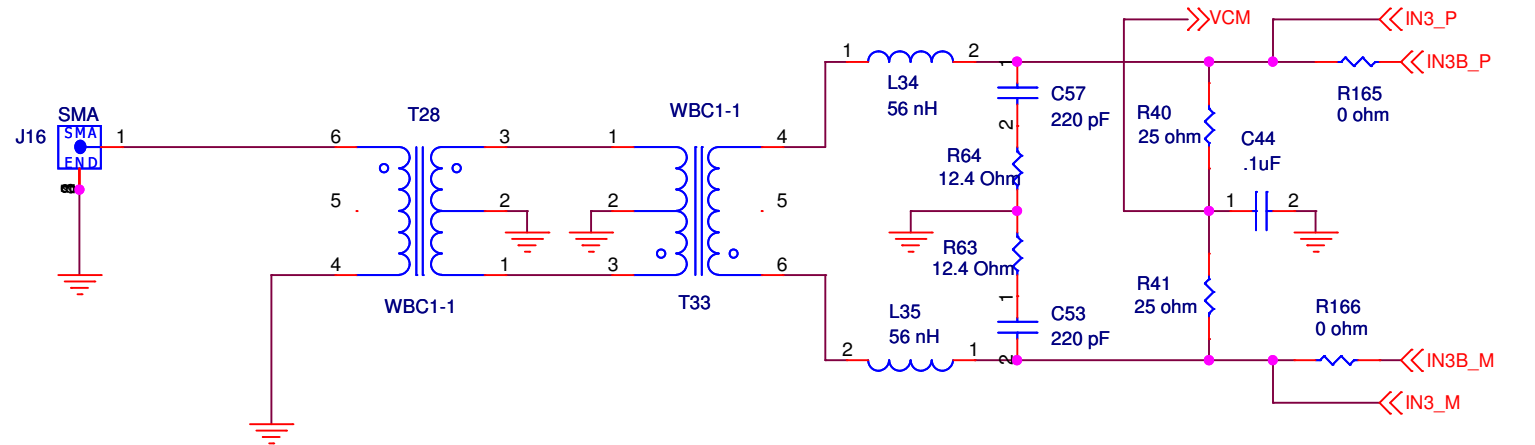 VCM
IN3_P
1
2
1
IN3B_P
L34
56 nH
C57
220 pF
R165
0 ohm
SMA
J16
SMA
1
END
T28
WBC1-1
6
3
1
4
2
R40
25 ohm
C44
.1uF
R64
12.4 Ohm
5
2
2
5
1
2
R63
12.4 Ohm
4
1
3
6
WBC1-1
T33
1
R41
25 ohm
L35
56 nH
C53
220 pF
R166
0 ohm
2
1
2
IN3B_M
IN3_M